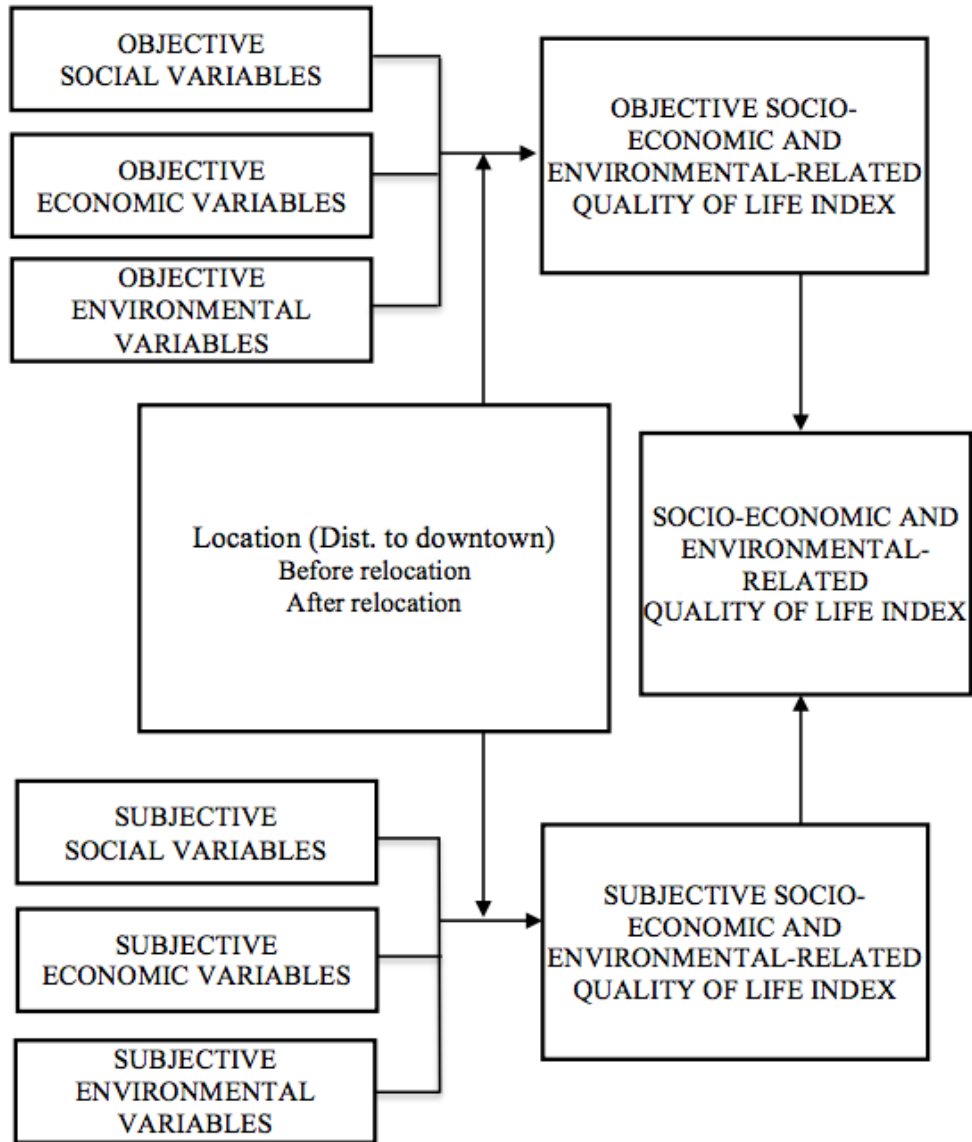 OBJECTIVE
SOCIAL VARIABLES
OBJECTIVE
ECONOMIC VARIABLES
OBJECTIVE
ENVIRONMENTAL
VARIABLES
OBJECTIVE SOCIO-
ECONOMIC AND
ENVIRONMENTAL-RELATED
QUALITY OF LIFE INDEX
Location (Dist. to downtown)
Before relocation
After relocation
SOCIO-ECONOMIC AND
ENVIRONMENTAL-
RELATED
QUALITY OF LIFE INDEX
SUBJECTIVE
SOCIAL VARIABLES
SUBJECTIVE
ECONOMIC VARIABLES
SUBJECTIVE
ENVIRONMENTAL
VARIABLES
SUBJECTIVE SOCIO-
ECONOMIC AND
ENVIRONMENTAL-RELATED
QUALITY OF LIFE INDEX